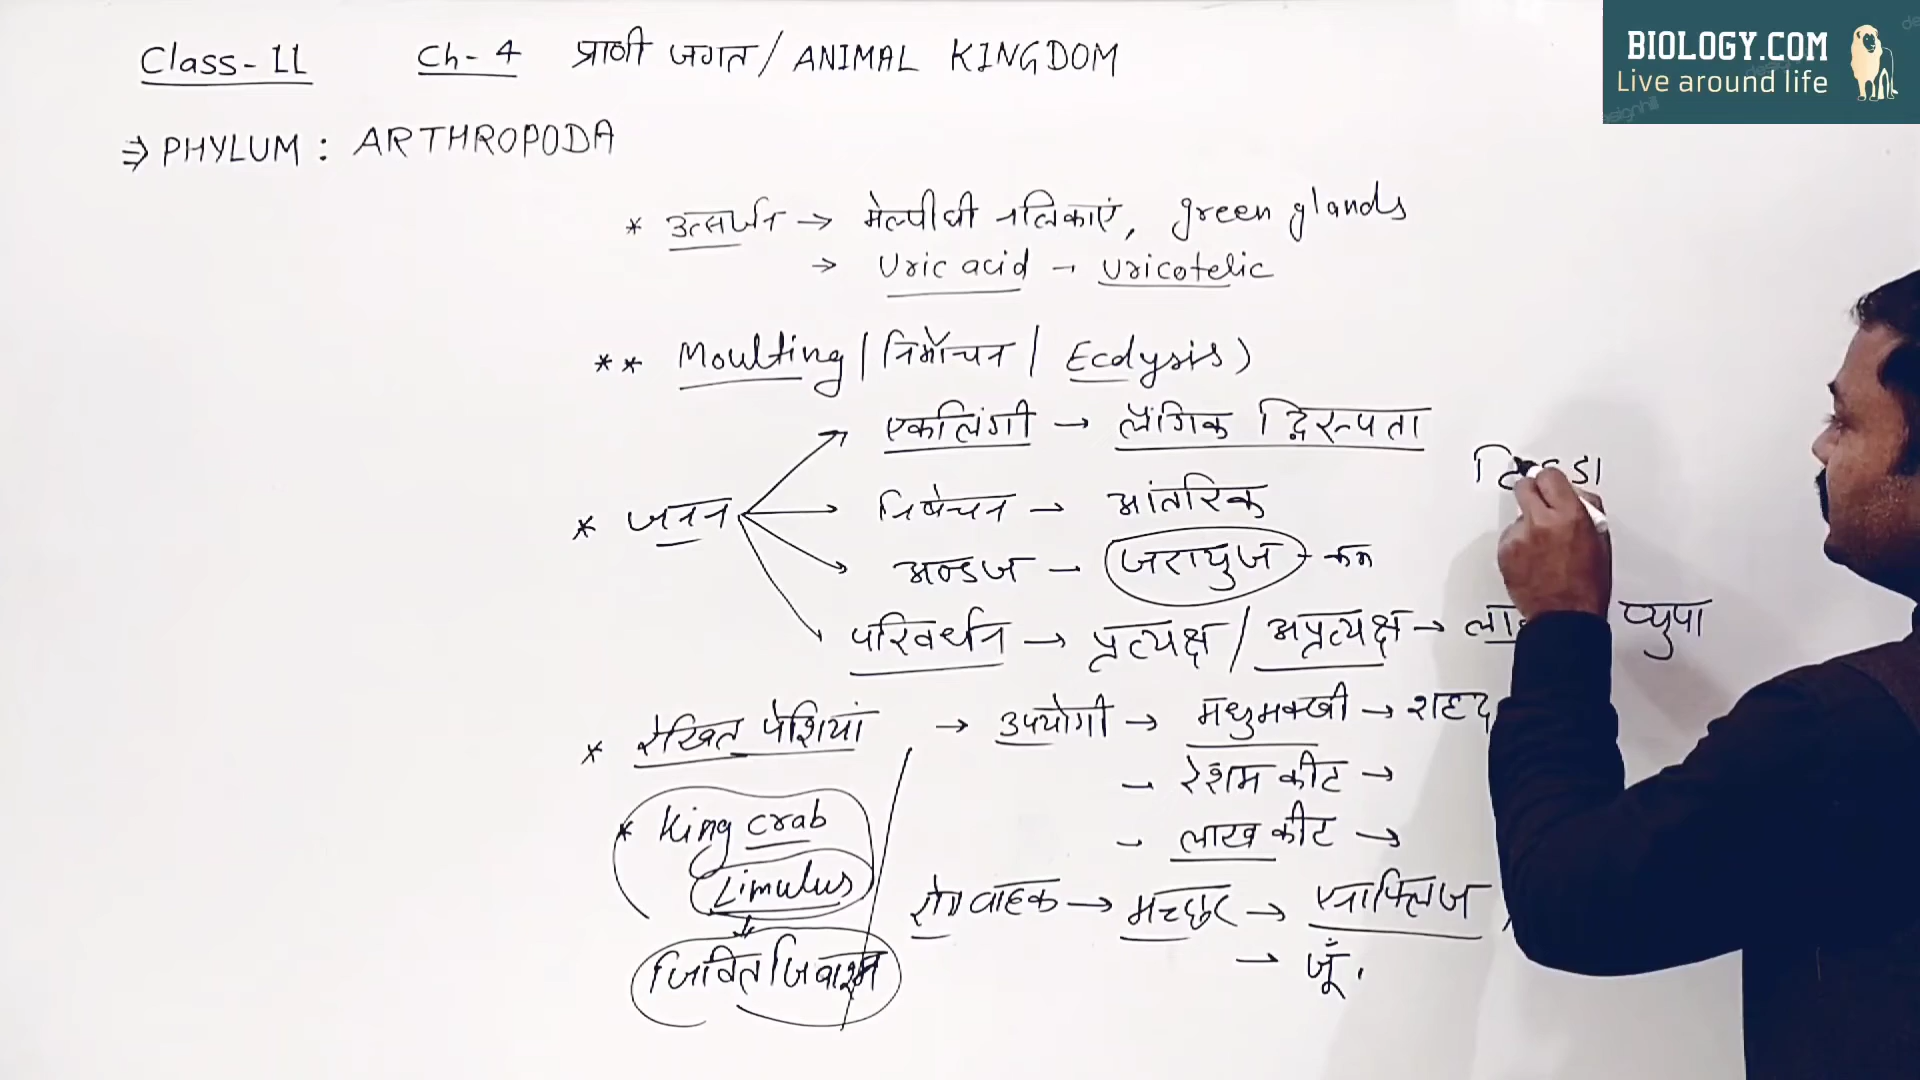 Class-11 Ch-4 प्राणी जगत / ANIMAL KINGDOM
BIOLOGY.COM
Live around life
⇒ PHYLUM : ARTHROPODA
* उत्सर्जन → मेल्पीघी नलिकाएं, green glands
→ Uric acid → Uricotelic
** Moulting / निर्मोचन / Ecdysis)
एकलिंगी → लैंगिक द्विरूपता
* जनन निषेचन → आंतरिक
अन्डज - जरायुज → कम
परिवर्धन → प्रत्यक्ष / अप्रत्यक्ष → प्युपा
* रेखित पेशियां → उपयोगी → मधुमक्खी → शहद
- रेशम कीट →
- लाख कीट →
* King crab
Limulus
जिवित जिवाश्म
रोगवाहक → मच्छर → एनाफ्लिज
→ जूँ.